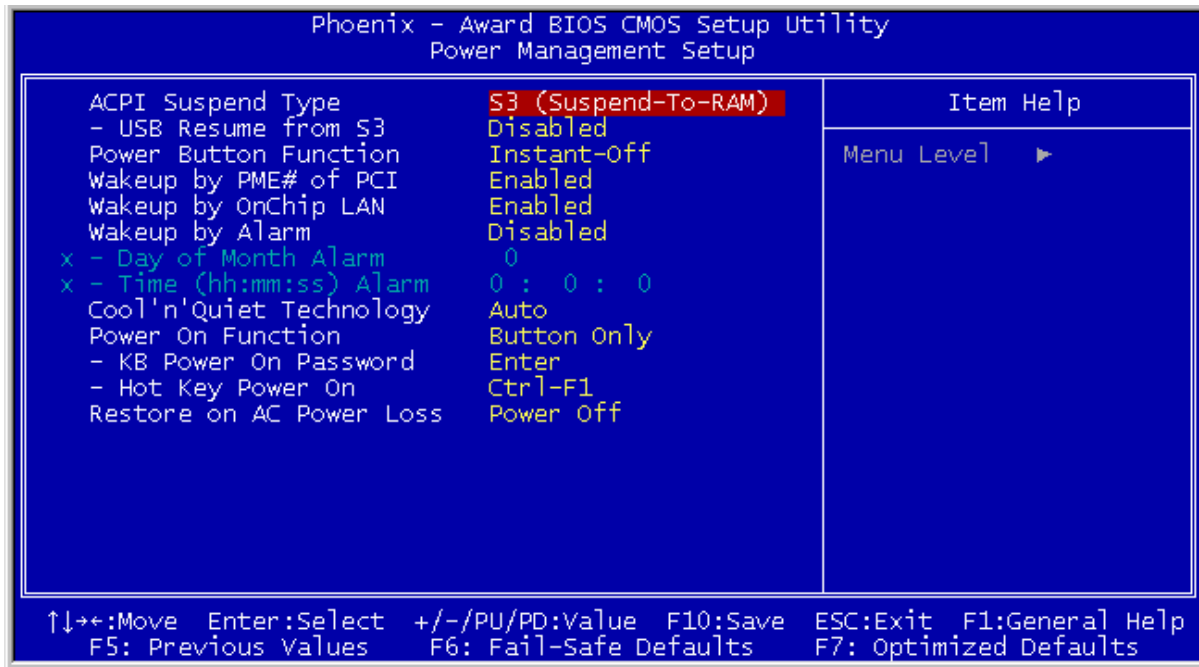 Phoenix - Award BIOS CMOS Setup Utility
Power Management Setup
ACPI Suspend Type S3 (Suspend-To-RAM)
- USB Resume from S3 Disabled
Power Button Function Instant-Off
Wakeup by PME# of PCI Enabled
Wakeup by OnChip LAN Enabled
Wakeup by Alarm Disabled
x - Day of Month Alarm 0
x - Time (hh:mm:ss) Alarm 0 : 0 : 0
Cool'n'Quiet Technology Auto
Power On Function Button Only
- KB Power On Password Enter
- Hot Key Power On Ctrl-F1
Restore on AC Power Loss Power Off
Item Help
Menu Level ►
↑↓→←:Move Enter:Select +/-/PU/PD:Value F10:Save ESC:Exit F1:General Help
F5: Previous Values F6: Fail-Safe Defaults F7: Optimized Defaults